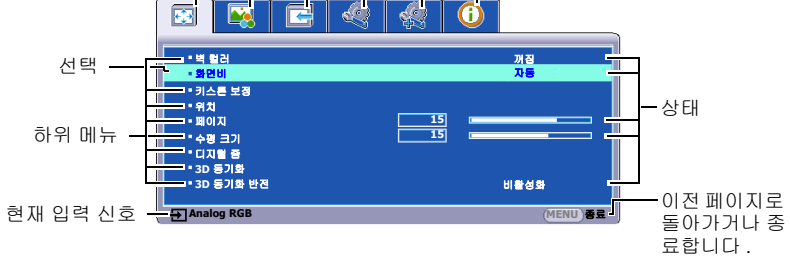 선택
하위 메뉴
현재 입력 신호
벽 컬러 꺼짐
화면비 자동
키스톤 보정
위치
페이지 15
수평 크기 15
디지털 줌
3D 동기화
3D 동기화 반전 비활성화
Analog RGB MENU 종료
상태
이전 페이지로
돌아가거나 종
료합니다 .